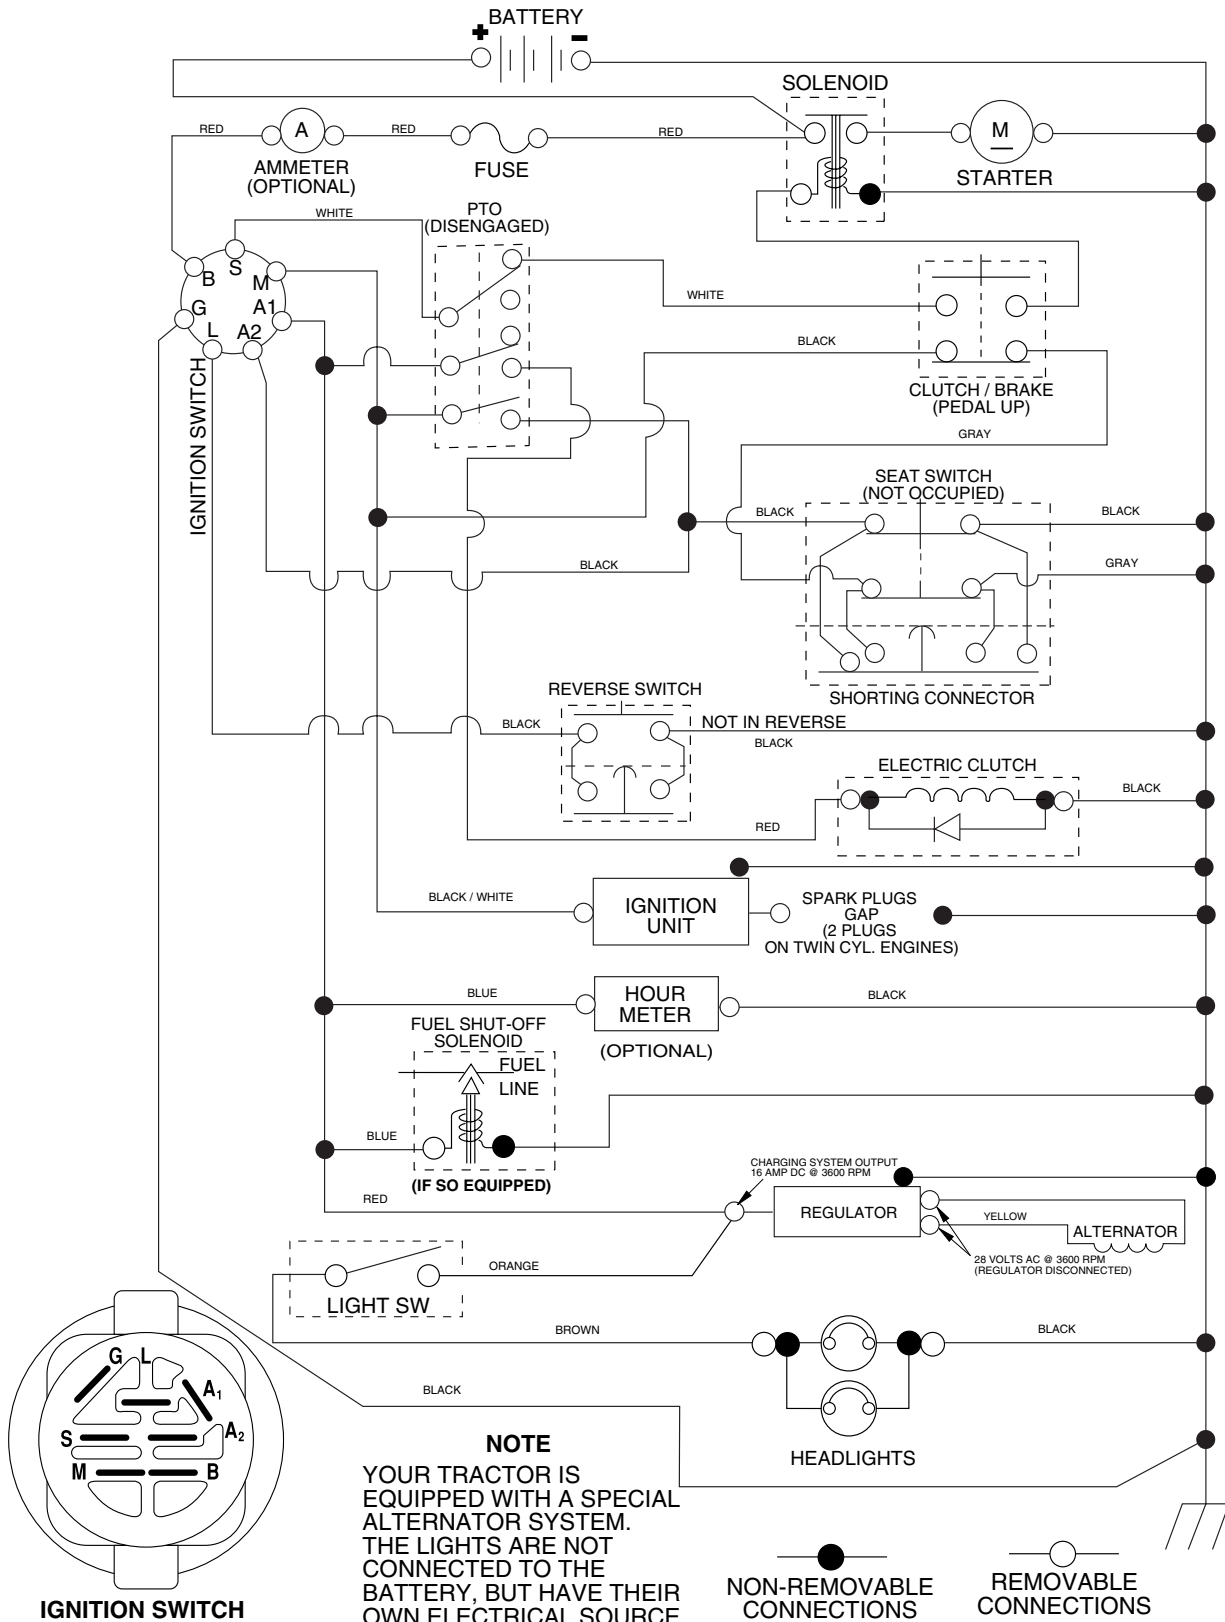 BATTERY
+
−
SOLENOID
RED
A
RED
RED
M
AMMETER
(OPTIONAL)
FUSE
STARTER
PTO
(DISENGAGED)
WHITE
B
S
M
G
A1
L
A2
IGNITION SWITCH
WHITE
BLACK
CLUTCH / BRAKE
(PEDAL UP)
GRAY
SEAT SWITCH
(NOT OCCUPIED)
BLACK
BLACK
BLACK
GRAY
SHORTING CONNECTOR
REVERSE SWITCH
BLACK
NOT IN REVERSE
BLACK
ELECTRIC CLUTCH
BLACK
RED
BLACK / WHITE
IGNITION
UNIT
SPARK PLUGS
GAP
(2 PLUGS
ON TWIN CYL. ENGINES)
BLUE
HOUR
METER
BLACK
(OPTIONAL)
FUEL SHUT-OFF
SOLENOID
FUEL
LINE
BLUE
(IF SO EQUIPPED)
CHARGING SYSTEM OUTPUT
16 AMP DC @ 3600 RPM
RED
REGULATOR
YELLOW
ALTERNATOR
28 VOLTS AC @ 3600 RPM
(REGULATOR DISCONNECTED)
ORANGE
LIGHT SW
BROWN
BLACK
BLACK
HEADLIGHTS
G
L
A1
S
A2
M
B
IGNITION SWITCH
NOTE
YOUR TRACTOR IS
EQUIPPED WITH A SPECIAL
ALTERNATOR SYSTEM.
THE LIGHTS ARE NOT
CONNECTED TO THE
BATTERY, BUT HAVE THEIR
OWN ELECTRICAL SOURCE
NON-REMOVABLE
CONNECTIONS
REMOVABLE
CONNECTIONS